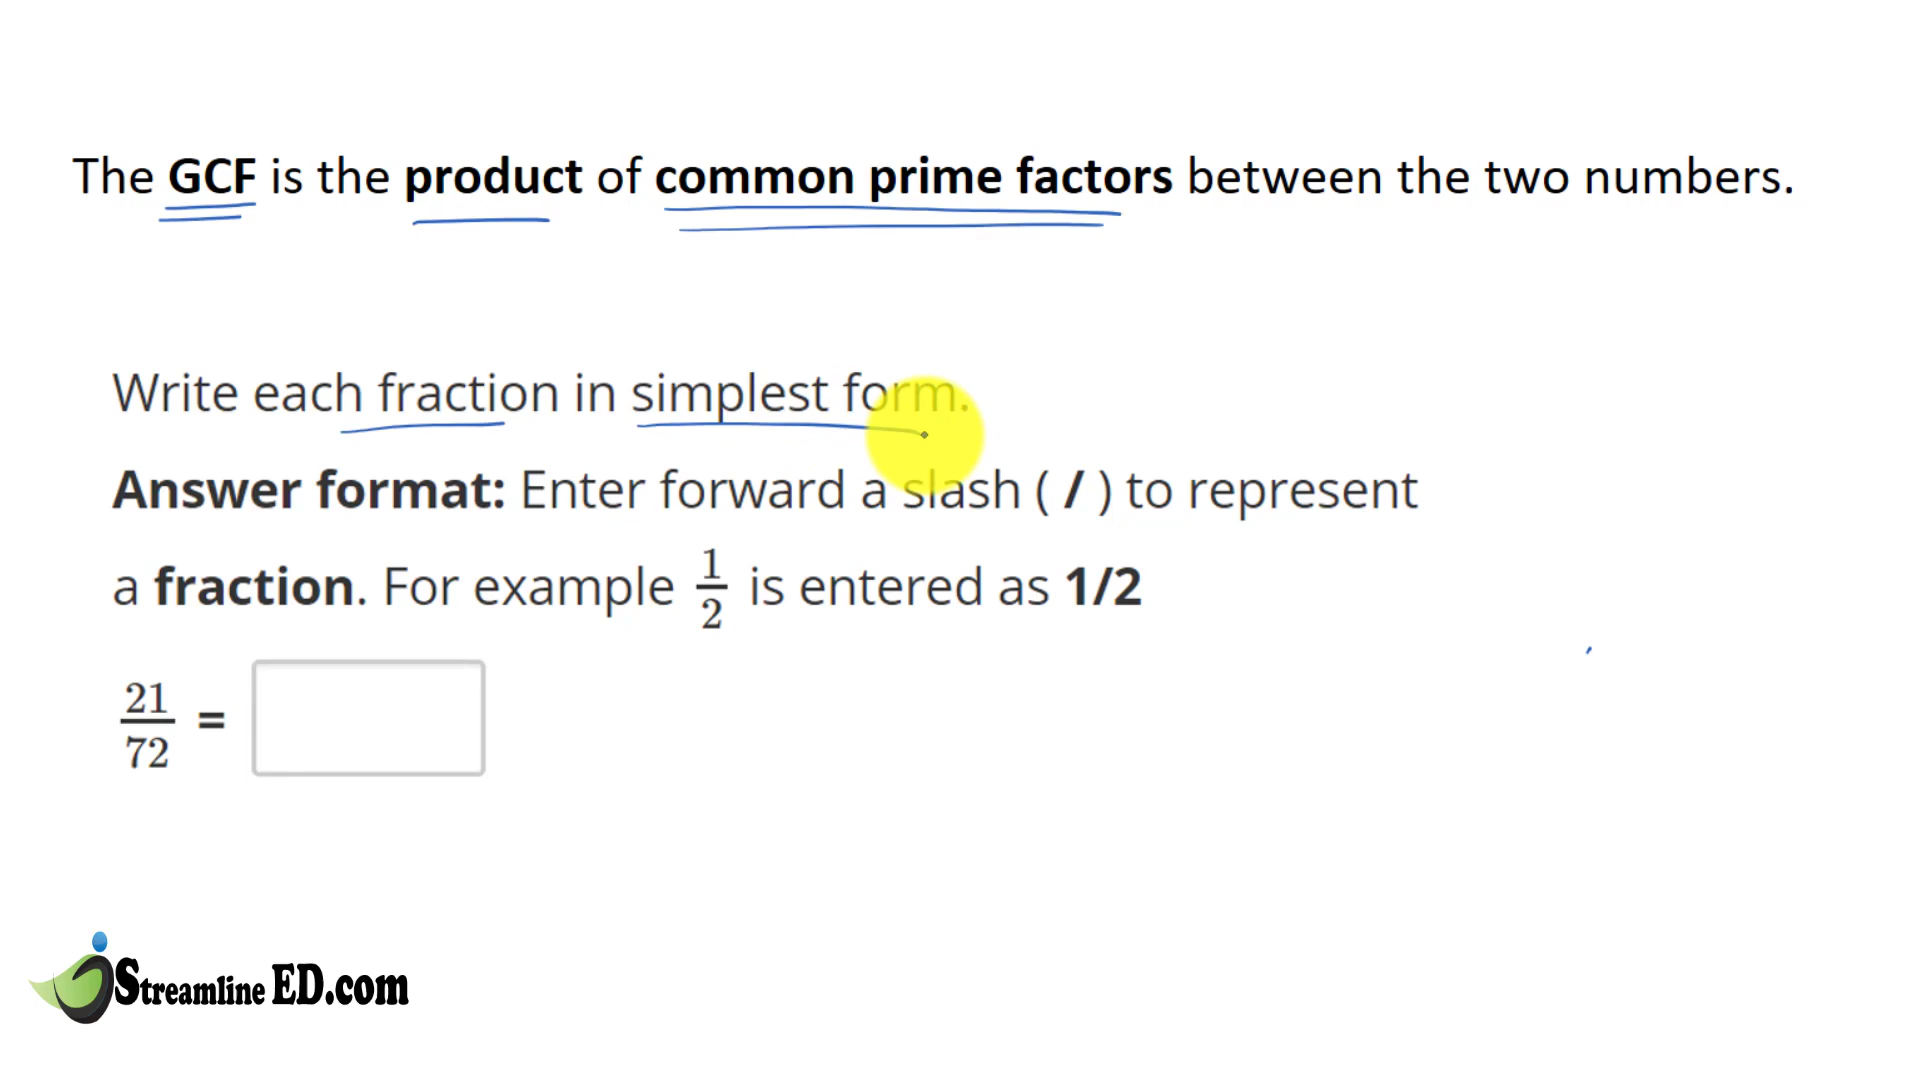 The GCF is the product of common prime factors between the two numbers.
Write each fraction in simplest form.
Answer format: Enter forward a slash ( / ) to represent
a fraction. For example 1/2 is entered as 1/2
21/72 =
Streamline ED.com